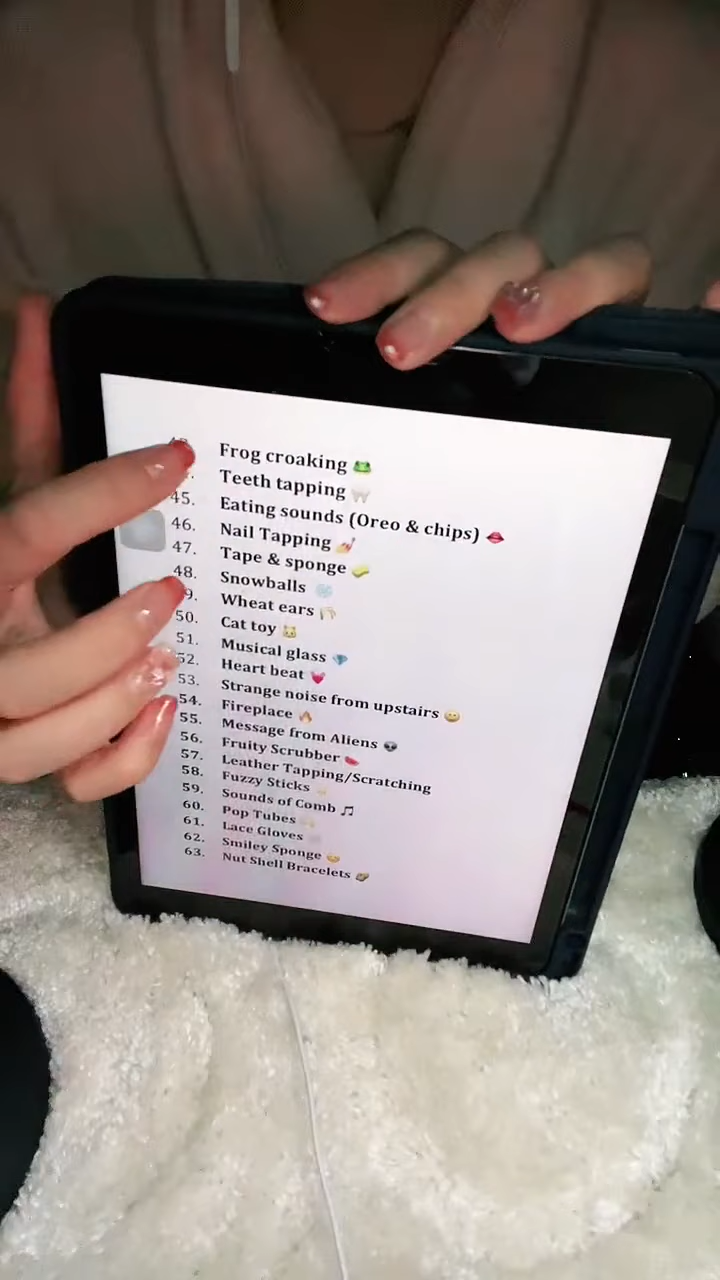 43. Frog croaking 🐸
Teeth tapping 🦷
45. Eating sounds (Oreo & chips) 👄
46. Nail Tapping 💅
47. Tape & sponge 🧽
48. Snowballs ❄️
9. Wheat ears 🌾
50. Cat toy 🐱
51. Musical glass 💎
52. Heart beat 💓
53. Strange noise from upstairs 😀
54. Fireplace 🔥
55. Message from Aliens 👽
56. Fruity Scrubber 🍉
57. Leather Tapping/Scratching
58. Fuzzy Sticks
59. Sounds of Comb 🎵
60. Pop Tubes
61. Lace Gloves
62. Smiley Sponge 😊
63. Nut Shell Bracelets 🥜